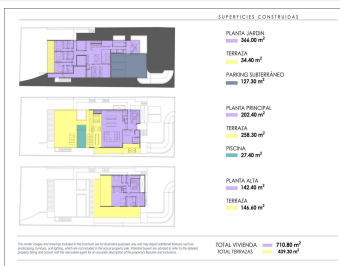 SUPERFICIES CONSTRUIDAS
PLANTA JARDIN
366.00 m²
TERRAZA
34.40 m²
PARKING SUBTERRÁNEO
127.30 m²
PLANTA PRINCIPAL
202.40 m²
TERRAZA
258.30 m²
PISCINA
27.40 m²
PLANTA ALTA
142.40 m²
TERRAZA
146.60 m²
TOTAL VIVIENDA 710.80 m²
TOTAL TERRAZAS 439.30 m²